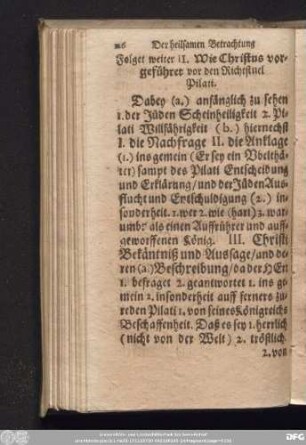 Der heilsamen Betrachtung
Folget weiter II. Wie Christus vor-
geführet vor den Richtstuel
Pilati.
Dabey (a.) anfänglich zu sehen
1. der Jüden Scheinheiligkeit 2. Pi-
lati Willfährigkeit (b.) hiernechst
I. die Nachfrage II. die Anklage
(1.) ins gemein (Er sey ein Vbelthä-
ter) sampt des Pilati Entscheidung
und Erklärung/und der Jüden Aus-
flucht und Entschuldigung (2.) in-
sonderheit. 1. wer 2. wie (hart) 3. war-
umb? als einen Auffrührer und auff-
geworffenen König. III. Christi
Bekäntniß und Aussage/and de-
ren (a) Beschreibung/da der HErr
1. befraget 2. geantwortet 1. ins ge-
mein 2. insonderheit auff ferners zu-
reden Pilati 1. von seines Königreichs
Beschaffenheit. Daß es sey 1. herrlich
(nicht von der Welt) 2. tröstlich
2. von